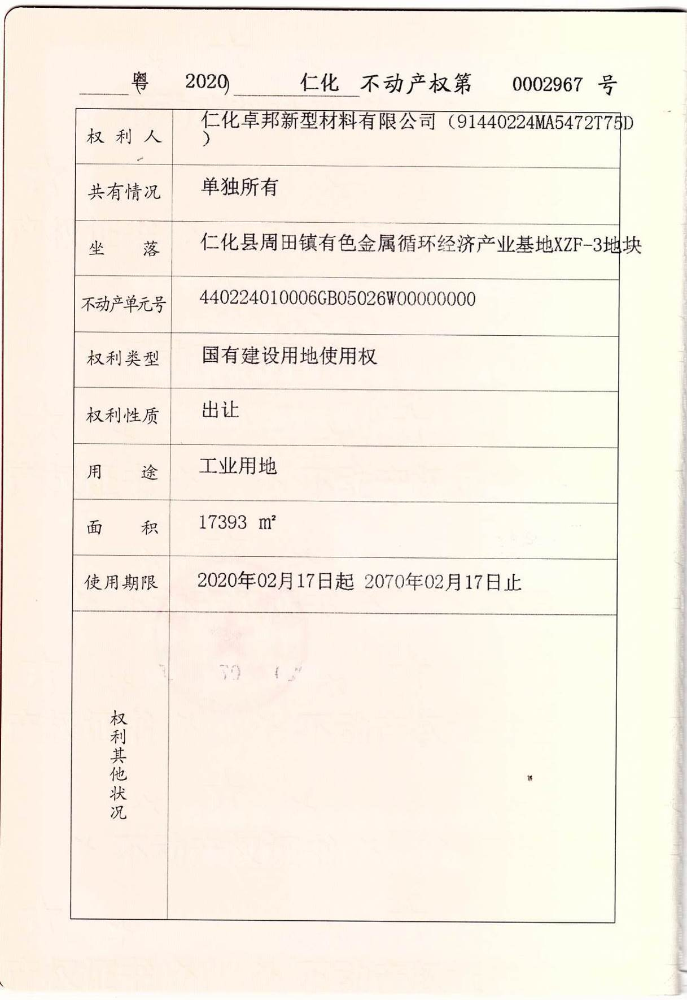 粤（2020）仁化 不动产权第 0002967 号
权利人 仁化卓邦新型材料有限公司（91440224MA5472T75D
）
共有情况 单独所有
坐落 仁化县周田镇有色金属循环经济产业基地XZF-3地块
不动产单元号 440224010006GB05026W00000000
权利类型 国有建设用地使用权
权利性质 出让
用途 工业用地
面积 17393 ㎡
使用期限 2020年02月17日起 2070年02月17日止
权利其他状况